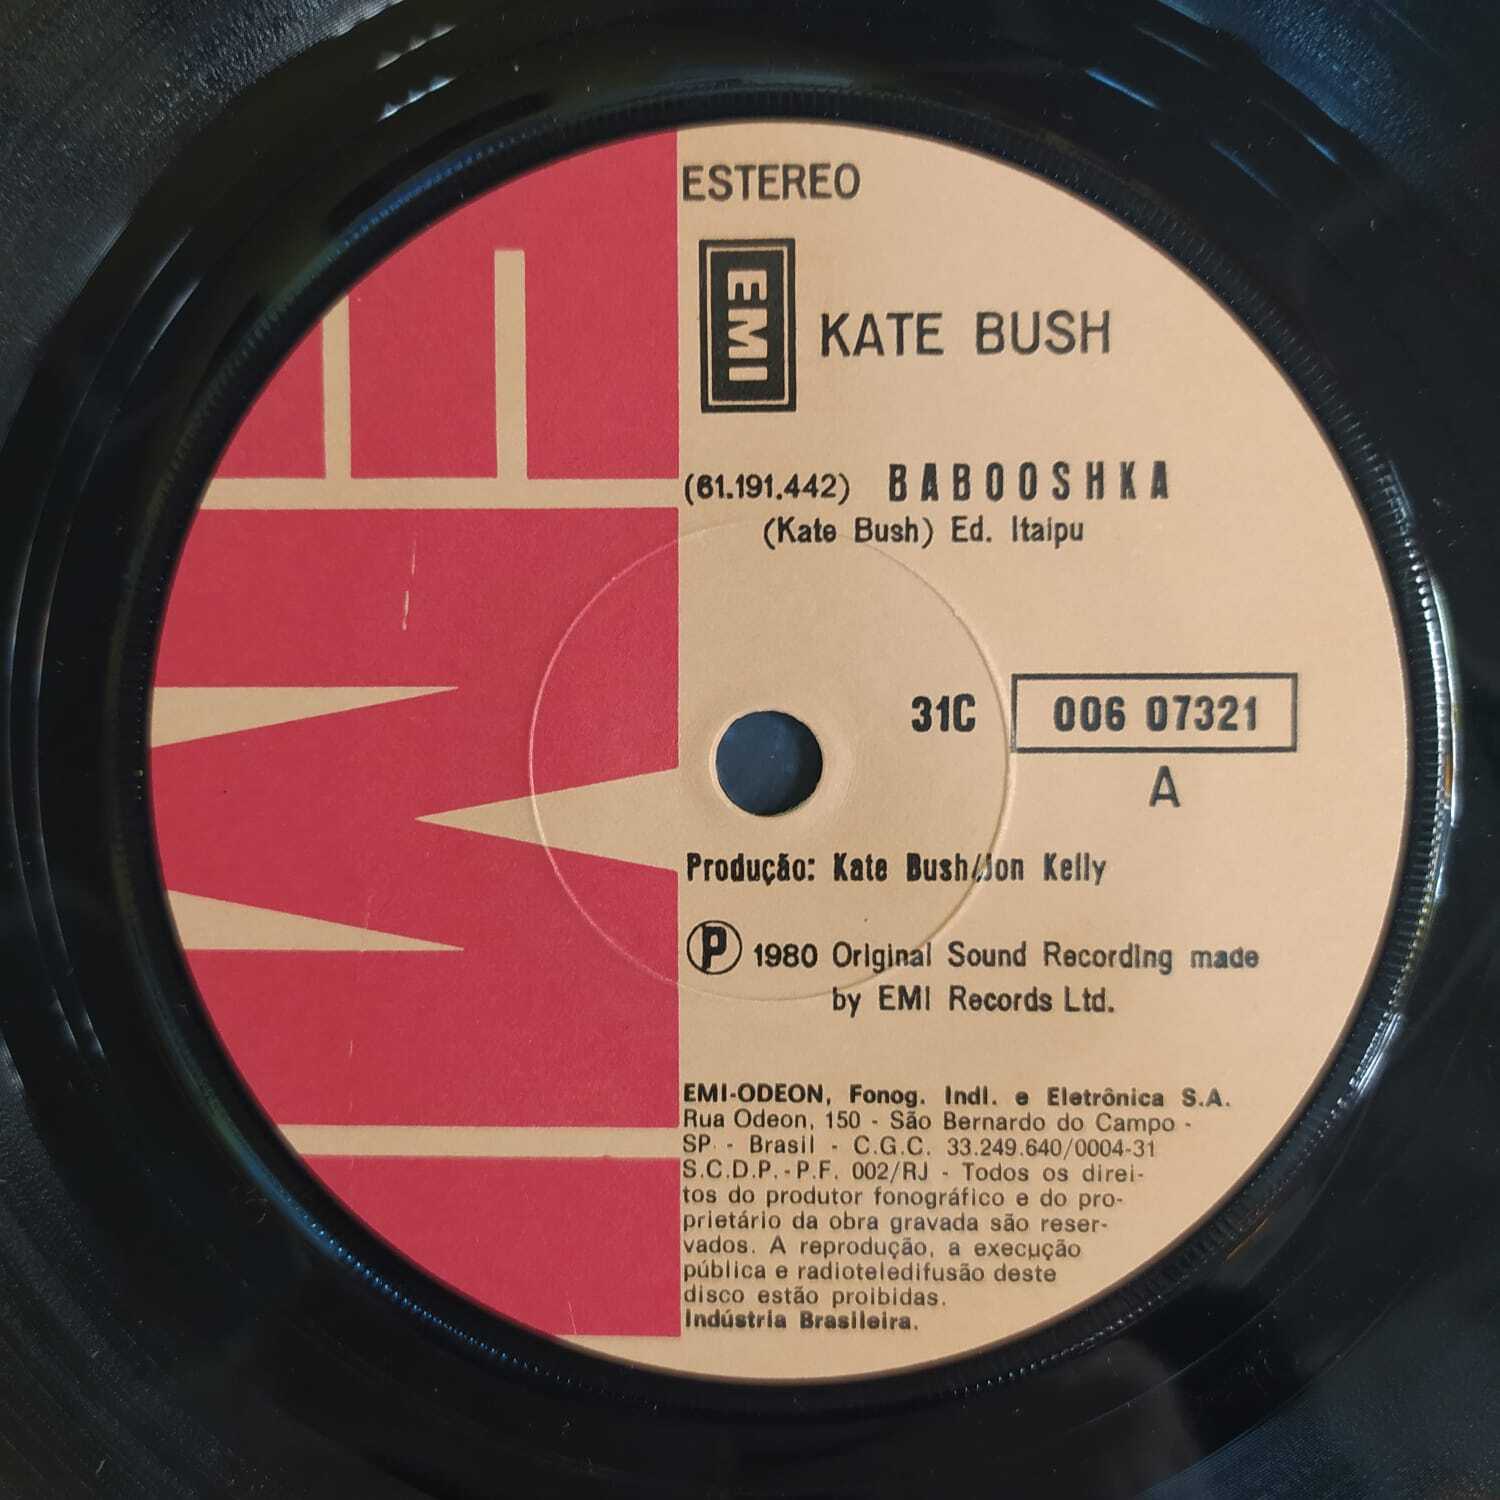 ESTEREO
EMI
KATE BUSH
(61.191.442) BABOOSHKA
(Kate Bush) Ed. Itaipu
31C 006 07321
A
Produção: Kate Bush/Jon Kelly
Ⓟ 1980 Original Sound Recording made
by EMI Records Ltd.
EMI-ODEON, Fonog. Indl. e Eletrônica S.A.
Rua Odeon, 150 - São Bernardo do Campo -
SP. - Brasil - C.G.C. 33.249.640/0004-31
S.C.D.P. - P.F. 002/RJ - Todos os direi-
tos do produtor fonográfico e do pro-
prietário da obra gravada são reser-
vados. A reprodução, a execução
pública e radioteledifusão deste
disco estão proibidas.
Indústria Brasileira.
EMI